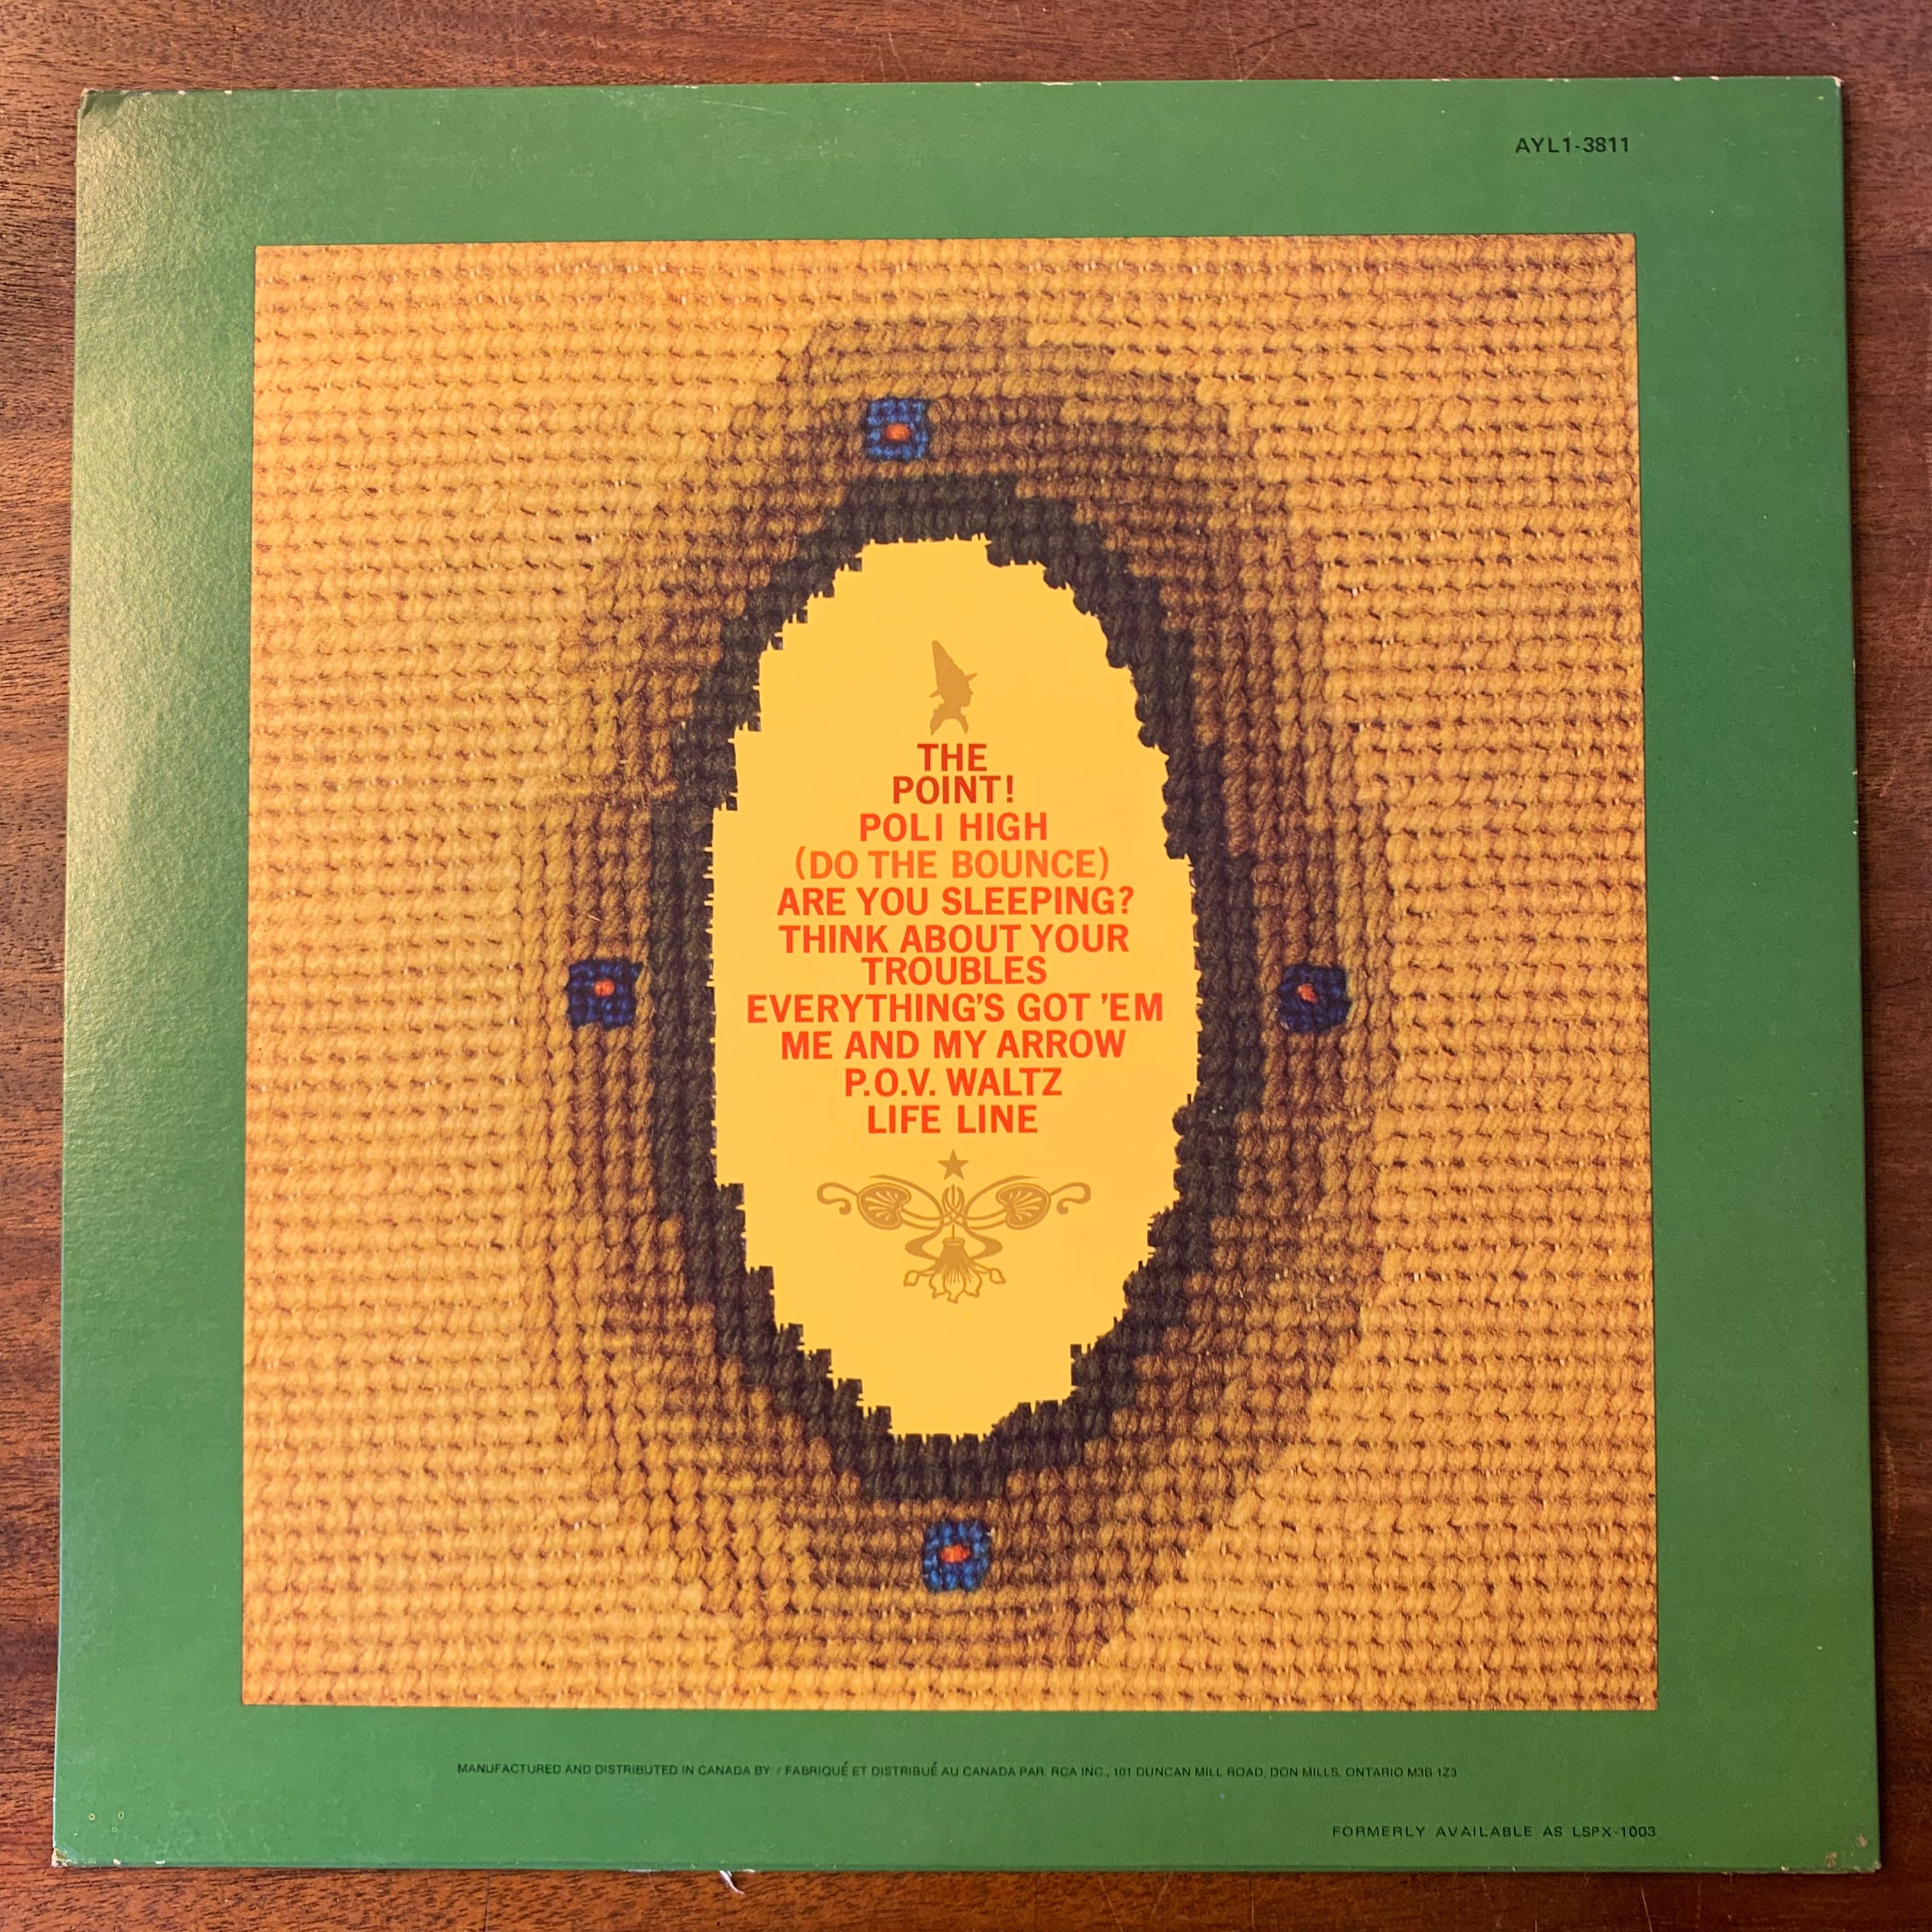 AYL1-3811
THE
POINT!
POLI HIGH
(DO THE BOUNCE)
ARE YOU SLEEPING?
THINK ABOUT YOUR
TROUBLES
EVERYTHING'S GOT 'EM
ME AND MY ARROW
P.O.V. WALTZ
LIFE LINE
MANUFACTURED AND DISTRIBUTED IN CANADA BY: / FABRIQUÉ ET DISTRIBUÉ AU CANADA PAR: RCA INC., 101 DUNCAN MILL ROAD, DON MILLS, ONTARIO M3B 1Z3
FORMERLY AVAILABLE AS LSPX-1003